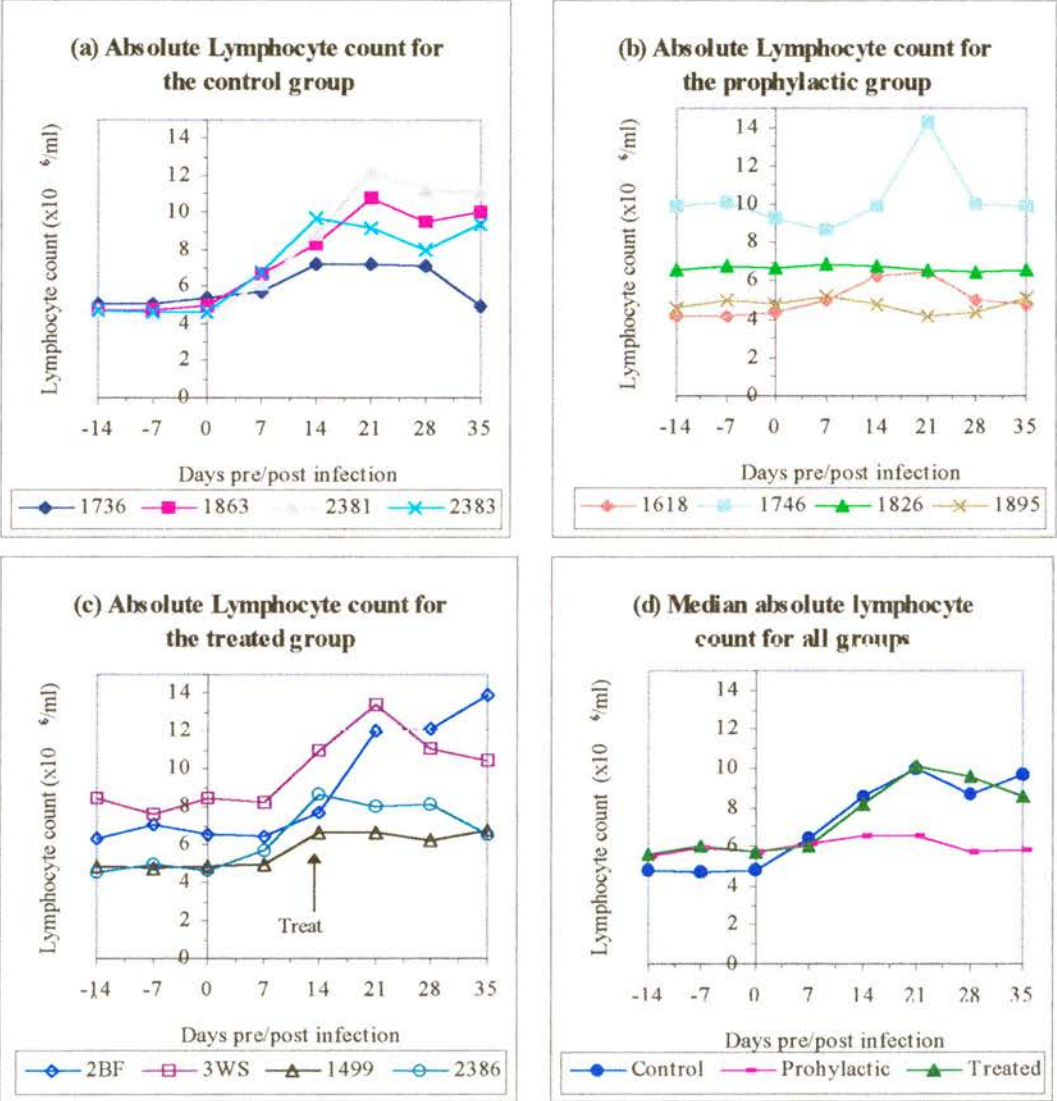 (a) Absolute Lymphocyte count for
the control group
Lymphocyte count (x10 6/ml)
14
12
10
8
6
4
2
0
-14 -7 0 7 14 21 28 35
Days pre/post infection
1736 1863 2381 2383
(b) Absolute Lymphocyte count for
the prophylactic group
Lymphocyte count (x10 6/ml)
14
12
10
8
6
4
2
0
-14 -7 0 7 14 21 28 35
Days pre/post infection
1618 1746 1826 1895
(c) Absolute Lymphocyte count for
the treated group
Lymphocyte count (x10 6/ml)
14
12
10
8
6
4
2
0
Treat
-14 -7 0 7 14 21 28 35
Days pre/post infection
2BF 3WS 1499 2386
(d) Median absolute lymphocyte
count for all groups
Lymphocyte count (x10 6/ml)
14
12
10
8
6
4
2
0
-14 -7 0 7 14 21 28 35
Days pre/post infection
Control Prohylactic Treated